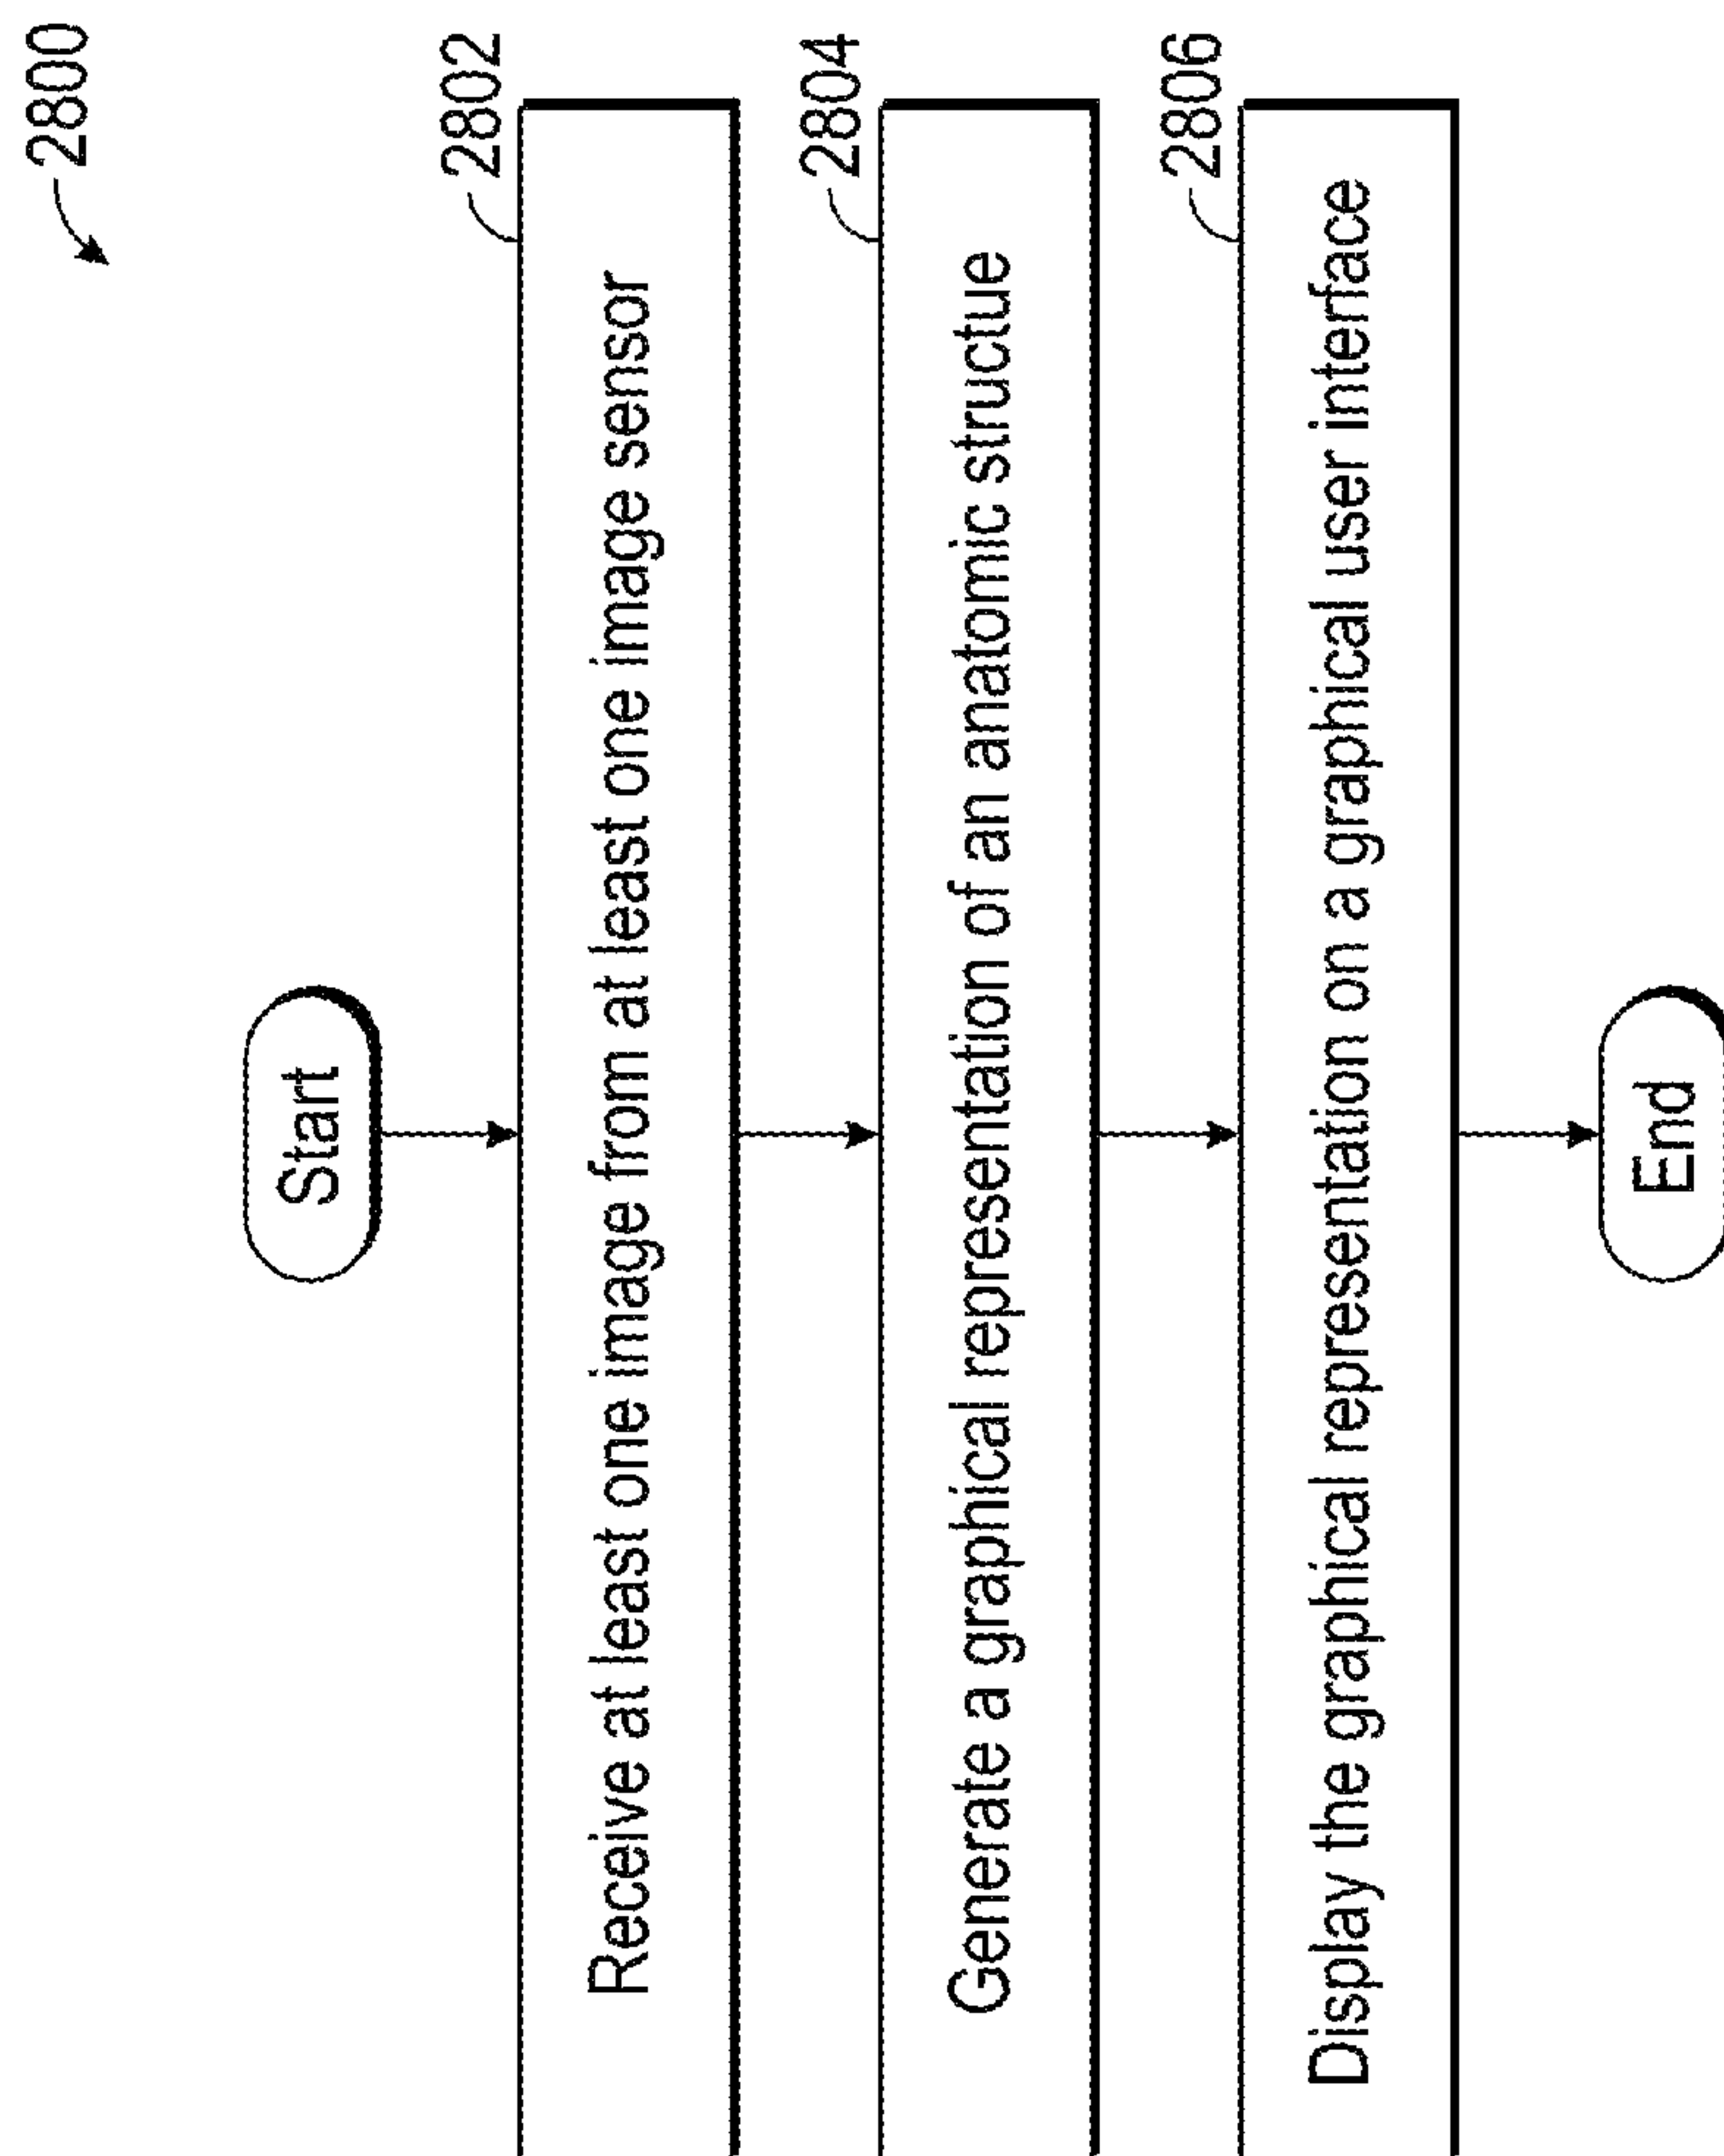 2800
Start
2802
Receive at least one image from at least one image sensor
2804
Generate a graphical representation of an anatomic structue
2806
Display the graphical representation on a graphical user interface
End